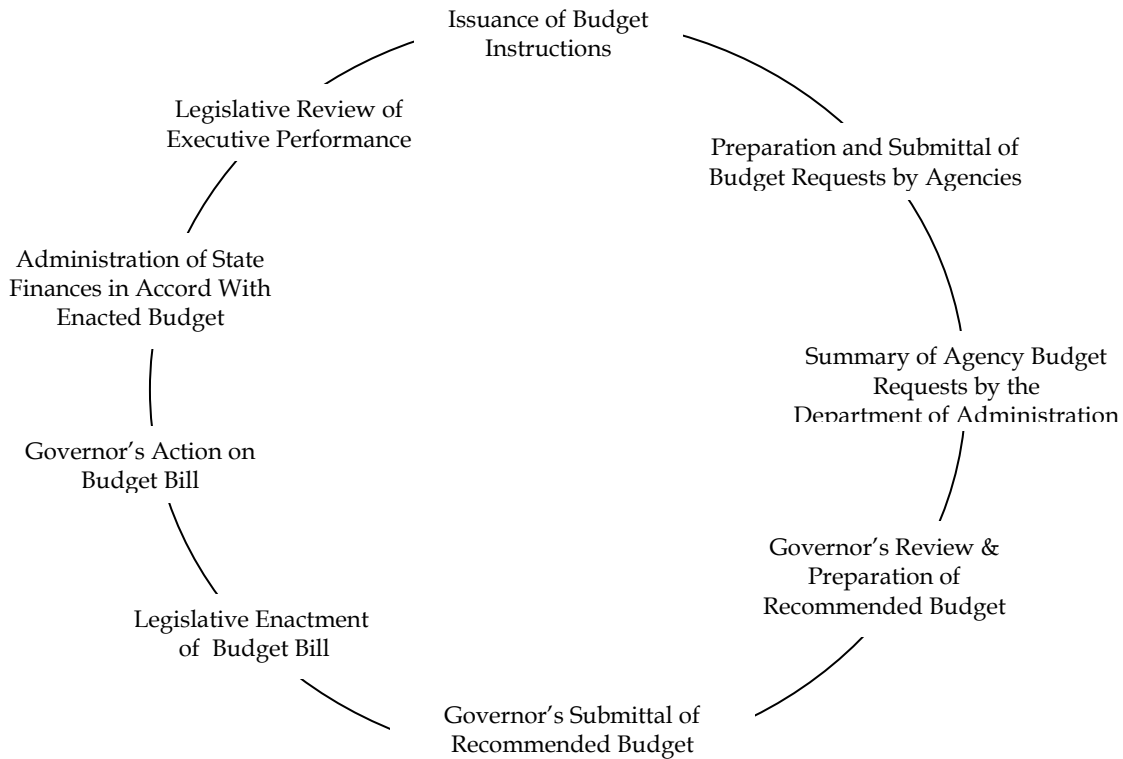 Issuance of Budget
Instructions
Preparation and Submittal of
Budget Requests by Agencies
Summary of Agency Budget
Requests by the
Department of Administration
Governor's Review &
Preparation of
Recommended Budget
Governor's Submittal of
Recommended Budget
Legislative Enactment
of Budget Bill
Governor's Action on
Budget Bill
Administration of State
Finances in Accord With
Enacted Budget
Legislative Review of
Executive Performance